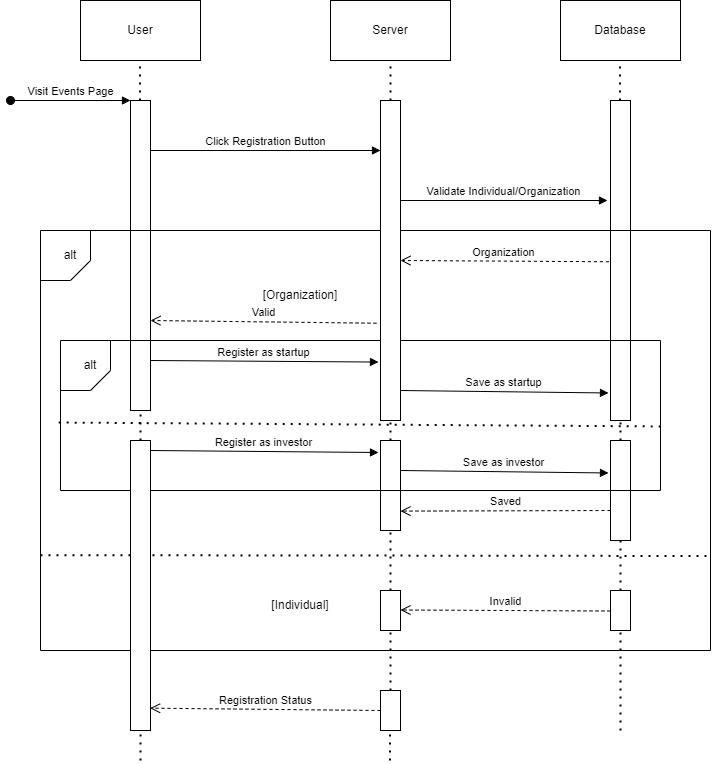 User
Server
Database
Visit Events Page
Click Registration Button
Validate Individual/Organization
alt
Organization
[Organization]
Valid
alt
Register as startup
Save as startup
Register as investor
Save as investor
Saved
[Individual]
Invalid
Registration Status